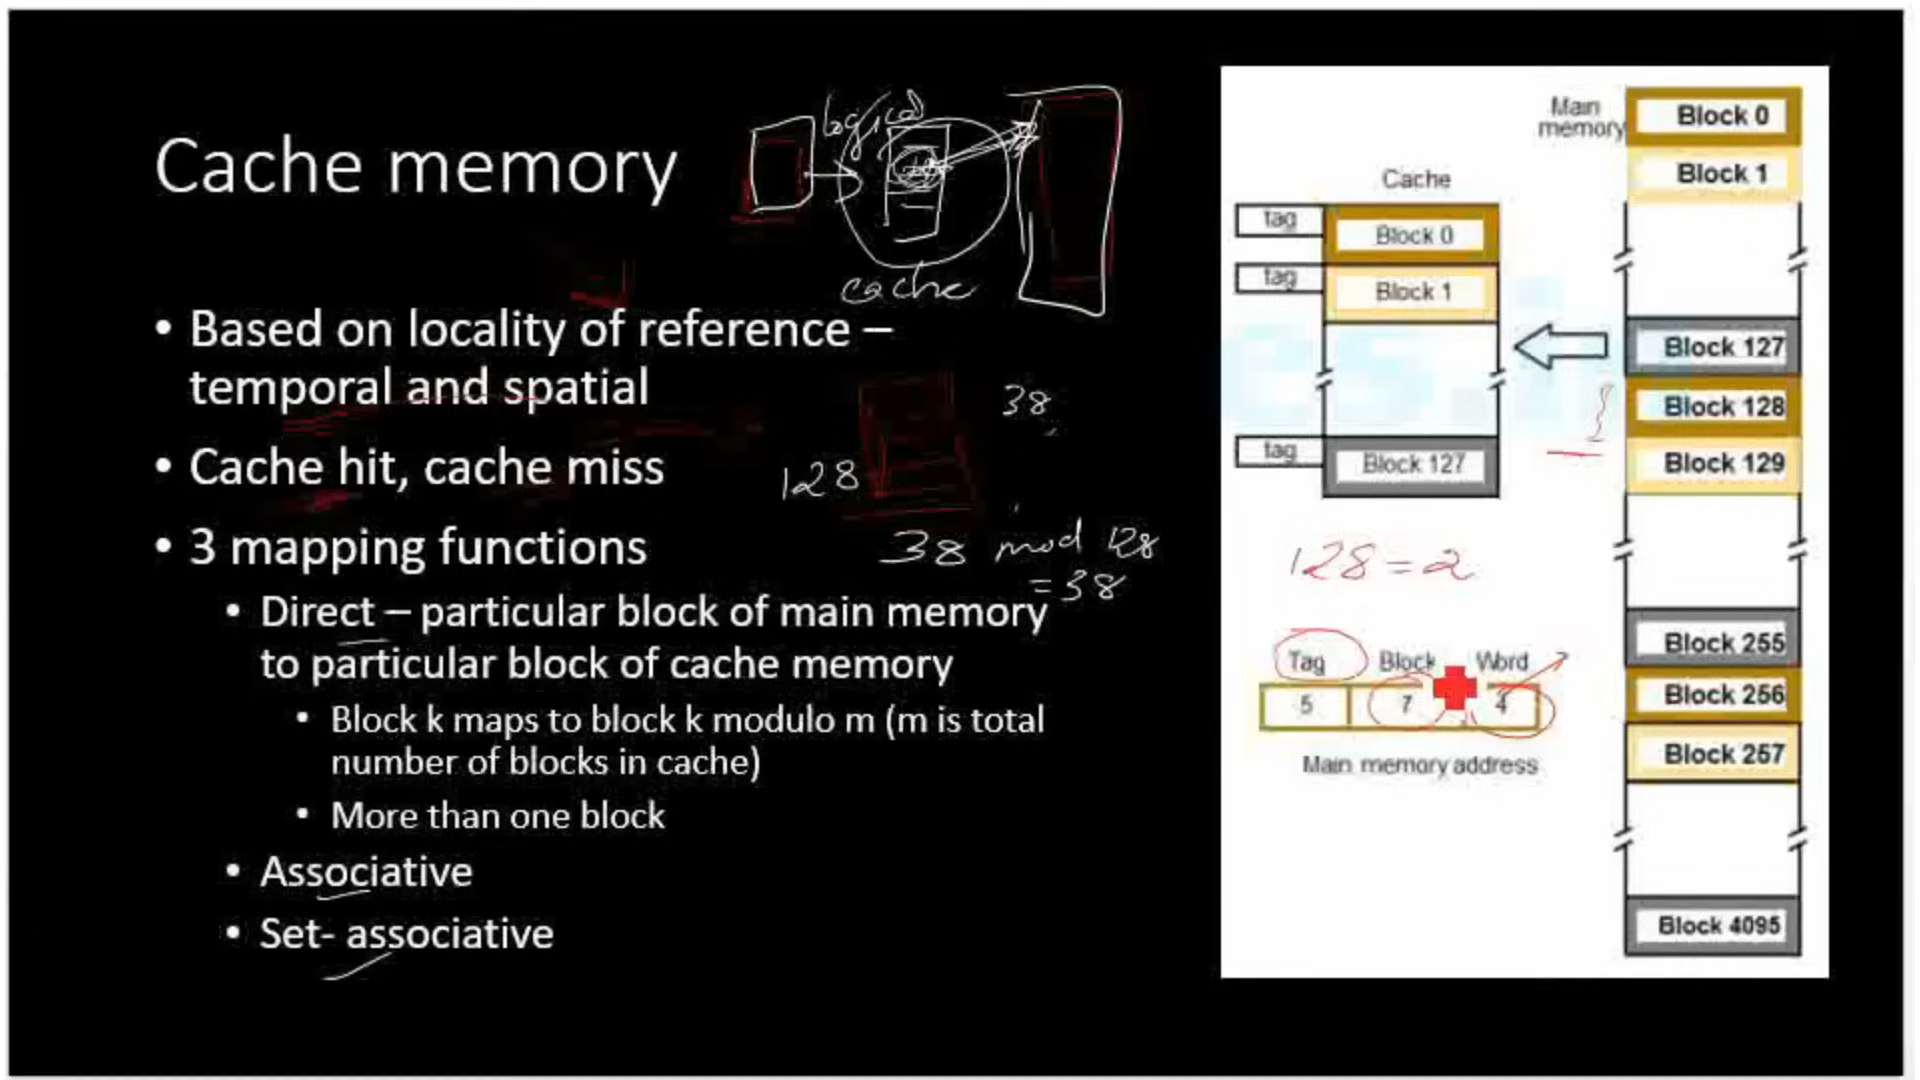 Cache memory
logical
cache
• Based on locality of reference –
temporal and spatial
38
• Cache hit, cache miss
128
• 3 mapping functions
38 mod 128
= 38
• Direct – particular block of main memory
to particular block of cache memory
• Block k maps to block k modulo m (m is total
number of blocks in cache)
• More than one block
• Associative
• Set- associative
Main
memory
Block 0
Block 1
Block 127
Block 128
Block 129
Block 255
Block 256
Block 257
Block 4095
Cache
tag
Block 0
tag
Block 1
tag
Block 127
128 = 2
Tag Block Word
5 7 4
Main memory address